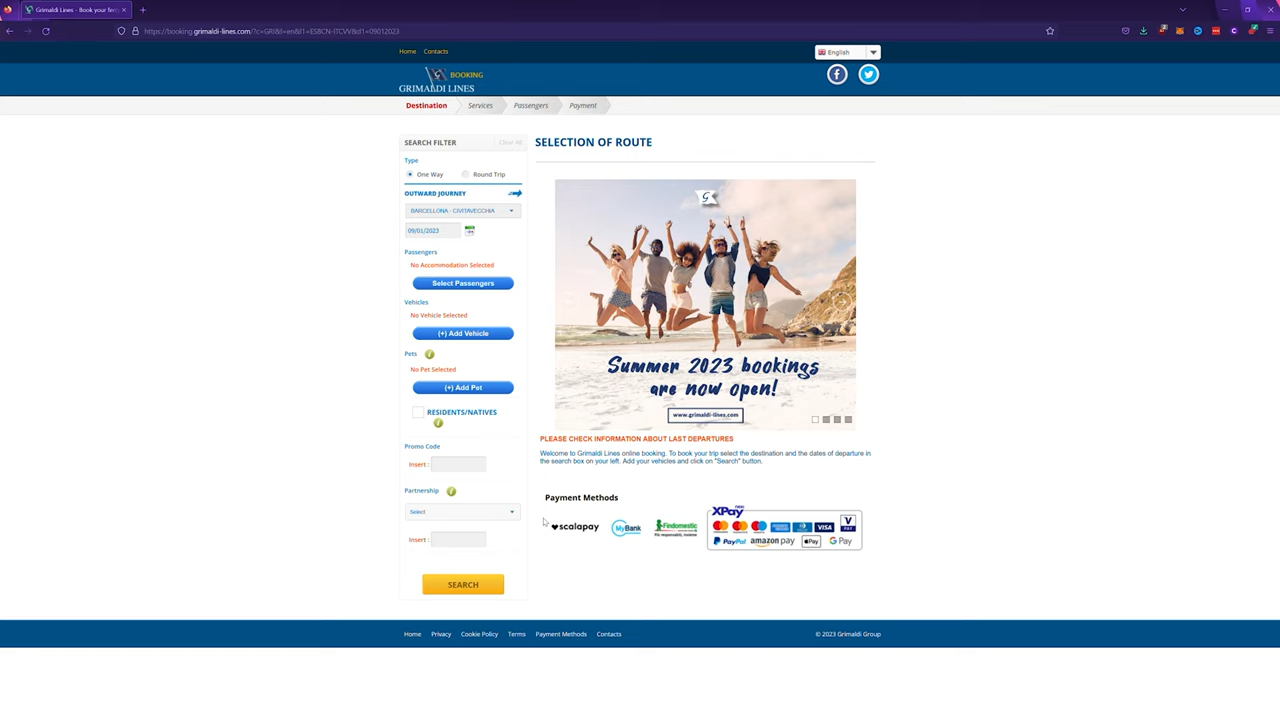 Grimaldi Lines - Book your ferry
https://booking.grimaldi-lines.com/?c=GRI&l=en&l1=ESBCN-ITCVV&d1=09012023
Home Contacts
English
BOOKING
GRIMALDI LINES
Destination Services Passengers Payment
SEARCH FILTER Clear All
Type
One Way Round Trip
OUTWARD JOURNEY
BARCELLONA - CIVITAVECCHIA
09/01/2023
Passengers
No Accommodation Selected
Select Passengers
Vehicles
No Vehicle Selected
(+) Add Vehicle
Pets
No Pet Selected
(+) Add Pet
RESIDENTS/NATIVES
Promo Code
Insert :
Partnership
Select
Insert :
SEARCH
SELECTION OF ROUTE
G
Summer 2023 bookings
are now open!
www.grimaldi-lines.com
PLEASE CHECK INFORMATION ABOUT LAST DEPARTURES
Welcome to Grimaldi Lines online booking. To book your trip select the destination and the dates of departure in
the search box on your left. Add your vehicles and click on "Search" button.
Payment Methods
scalapay MyBank Findomestic
Più responsabili, insieme
XPay
VISA V PAY
PayPal amazon pay Pay G Pay
Home Privacy Cookie Policy Terms Payment Methods Contacts
© 2023 Grimaldi Group